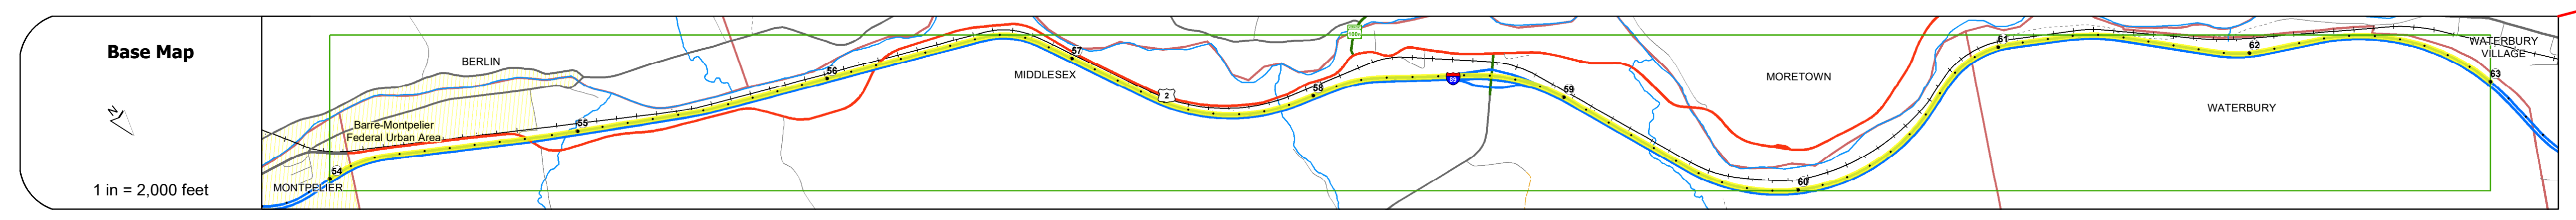 Base Map
N
1 in = 2,000 feet
BERLIN
Barre-Montpelier
Federal Urban Area
MONTPELIER
54
55
56
MIDDLESEX
57
2
58
100B
89
59
MORETOWN
60
61
62
WATERBURY
VILLAGE
63
WATERBURY